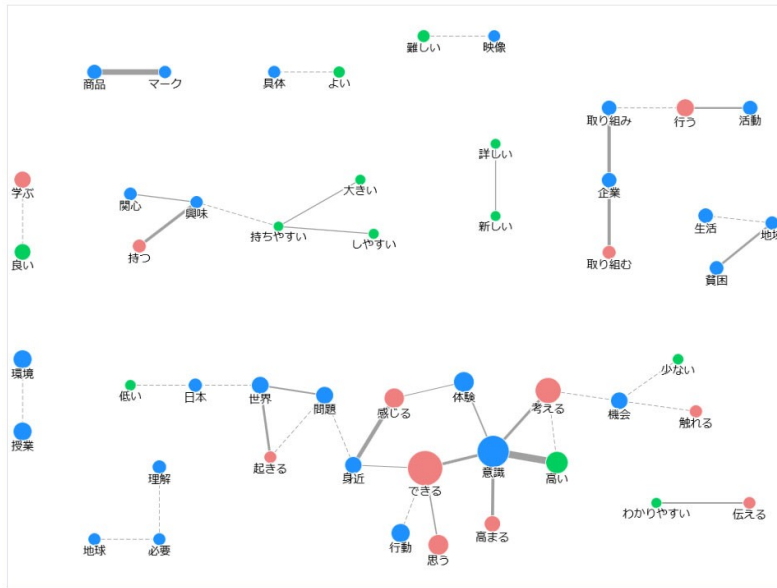 難しい
映像
商品
マーク
具体
よい
取り組み
行う
活動
詳しい
学ぶ
大きい
関心
興味
企業
新しい
生活
持つ
持ちやすい
しやすい
良い
取り組む
貧困
環境
少ない
低い
日本
世界
問題
感じる
体験
考える
機会
触れる
授業
起きる
身近
できる
意識
高い
理解
わかりやすい
伝える
地球
必要
行動
思う
高まる